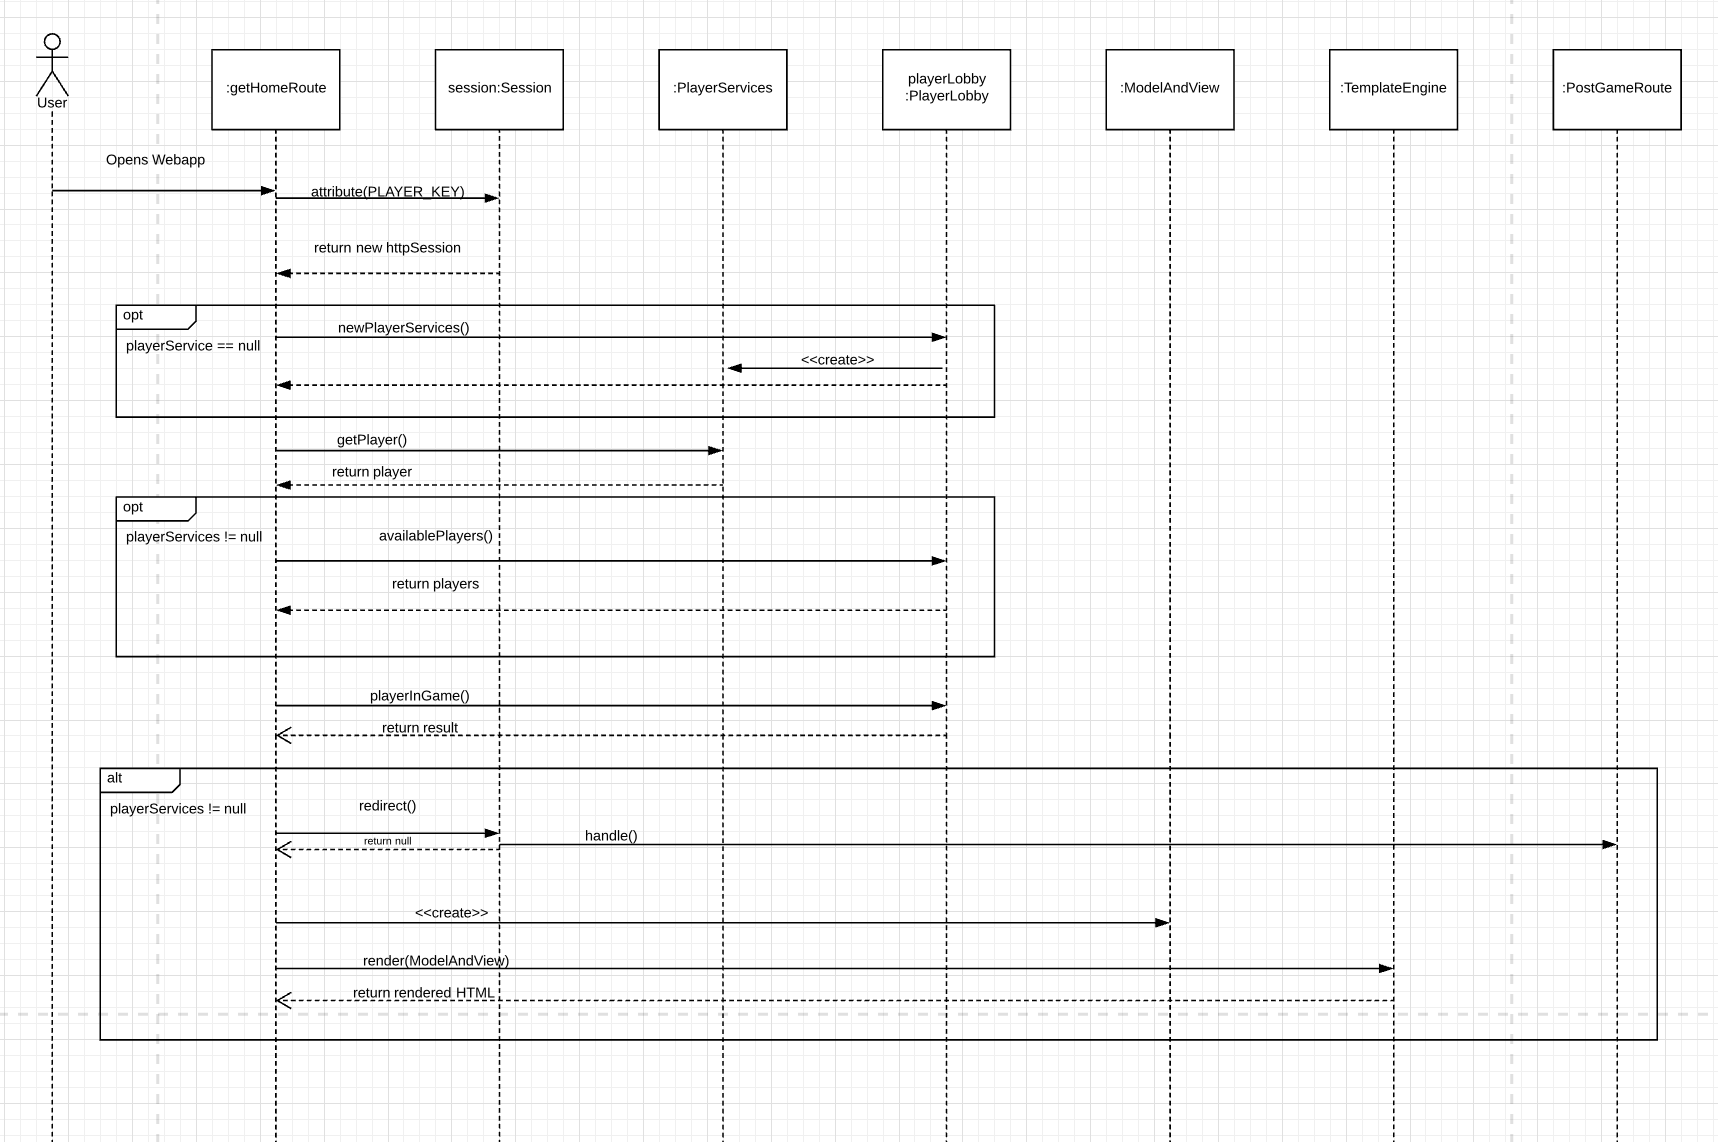 User
:getHomeRoute
session:Session
:PlayerServices
playerLobby
:PlayerLobby
:ModelAndView
:TemplateEngine
:PostGameRoute
Opens Webapp
attribute(PLAYER_KEY)
return new httpSession
opt
newPlayerServices()
playerService == null
<<create>>
getPlayer()
return player
opt
playerServices != null
availablePlayers()
return players
playerInGame()
return result
alt
playerServices != null
redirect()
return null
handle()
<<create>>
render(ModelAndView)
return rendered HTML